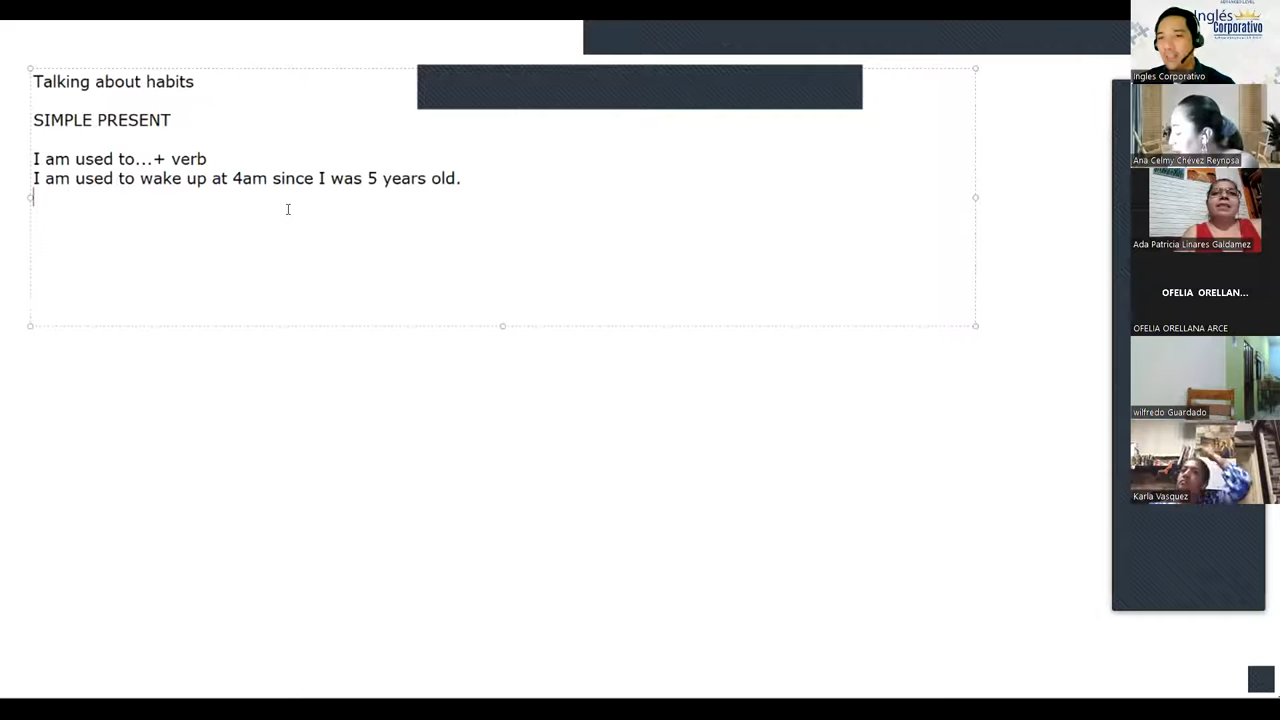 Talking about habits
SIMPLE PRESENT
I am used to...+ verb
I am used to wake up at 4am since I was 5 years old.
Inglés
Corporativo
Ingles Corporativo
Ana Celmy Chévez Reynosa
Ada Patricia Linares Galdamez
OFELIA ORELLAN...
OFELIA ORELLANA ARCE
wilfredo Guardado
Karla Vasquez